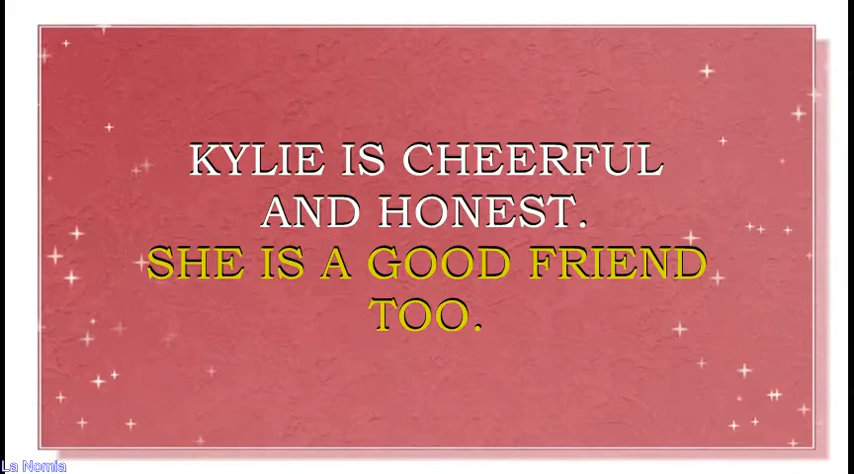 KYLIE IS CHEERFUL
AND HONEST.
SHE IS A GOOD FRIEND
TOO.
La Nomia